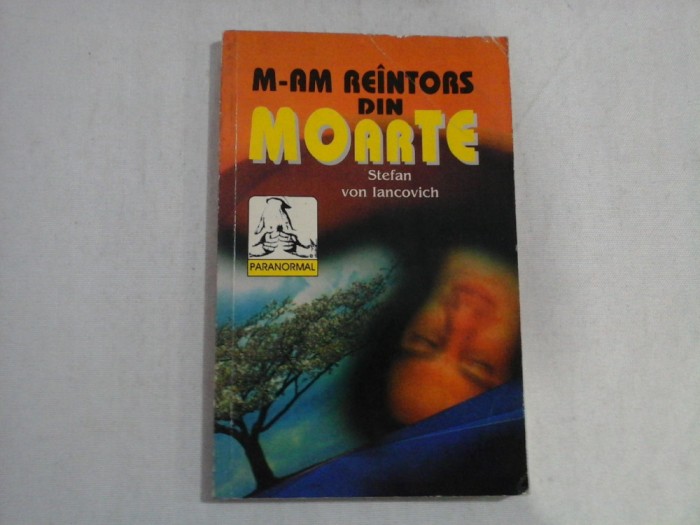 M-AM REÎNTORS
DIN
MOARTE
Stefan
von Iancovich
PARANORMAL